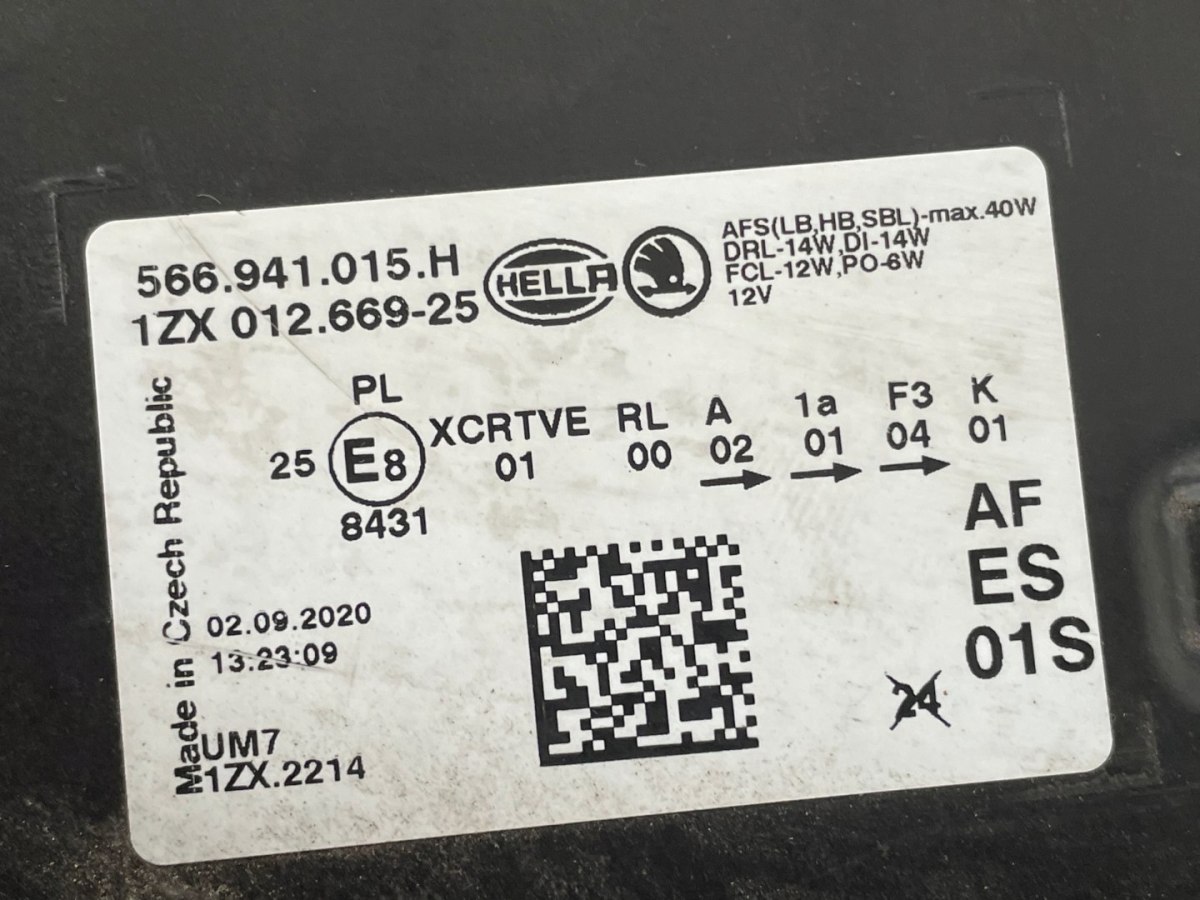 566.941.015.H
1ZX 012.669-25
HELLA
AFS(LB,HB,SBL)-max.40W
DRL-14W,DI-14W
FCL-12W,PO-6W
12V
PL
25 E8 XCRTVE RL A 1a F3 K
01 00 02 01 04 01
8431
AF
ES
01S
Made in Czech Republic
02.09.2020
13:23:09
24
UM7
1ZX.2214